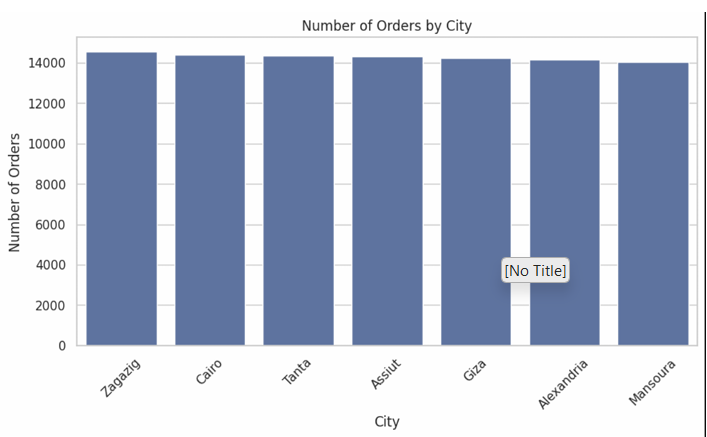 Number of Orders by City
Number of Orders
14000
12000
10000
8000
6000
4000
2000
0
[No Title]
Zagazig
Cairo
Tanta
Assiut
Giza
Alexandria
Mansoura
City